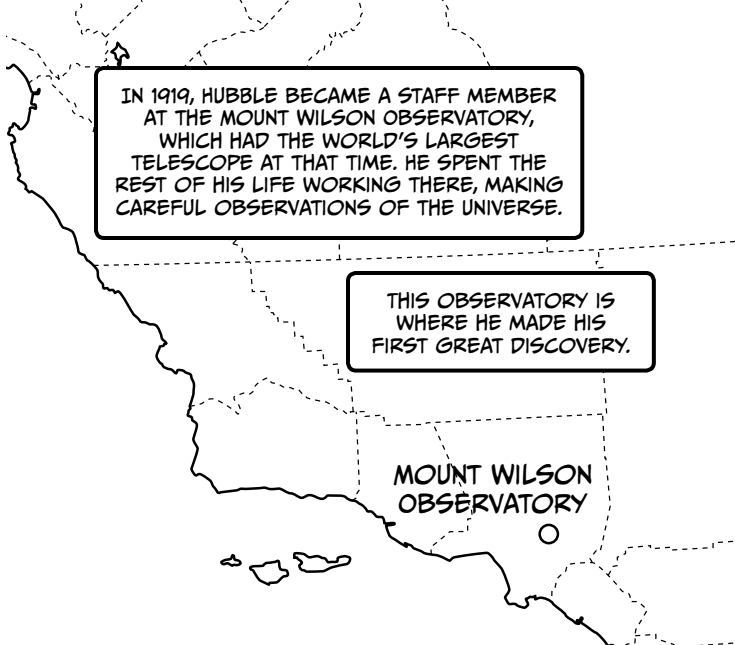 IN 1919, HUBBLE BECAME A STAFF MEMBER
AT THE MOUNT WILSON OBSERVATORY,
WHICH HAD THE WORLD'S LARGEST
TELESCOPE AT THAT TIME. HE SPENT THE
REST OF HIS LIFE WORKING THERE, MAKING
CAREFUL OBSERVATIONS OF THE UNIVERSE.
THIS OBSERVATORY IS
WHERE HE MADE HIS
FIRST GREAT DISCOVERY.
MOUNT WILSON
OBSERVATORY